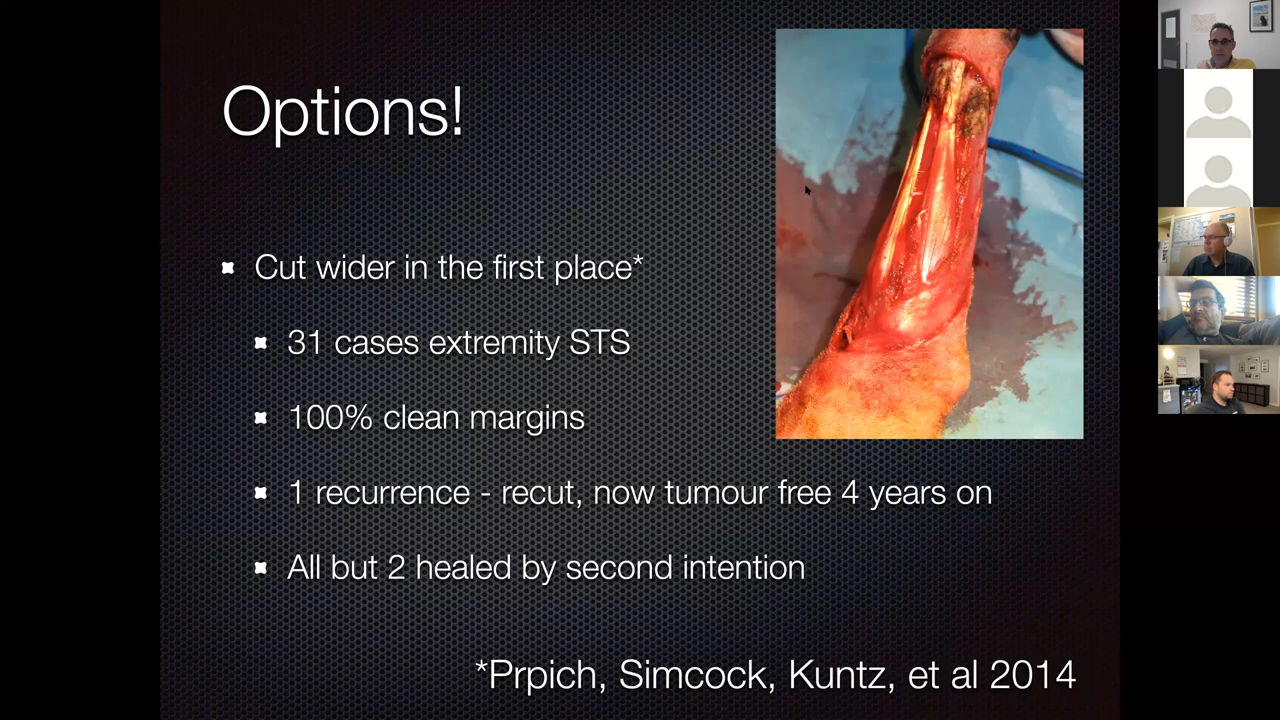 Options!
Cut wider in the first place*
31 cases extremity STS
100% clean margins
1 recurrence - recut, now tumour free 4 years on
All but 2 healed by second intention
*Prpich, Simcock, Kuntz, et al 2014